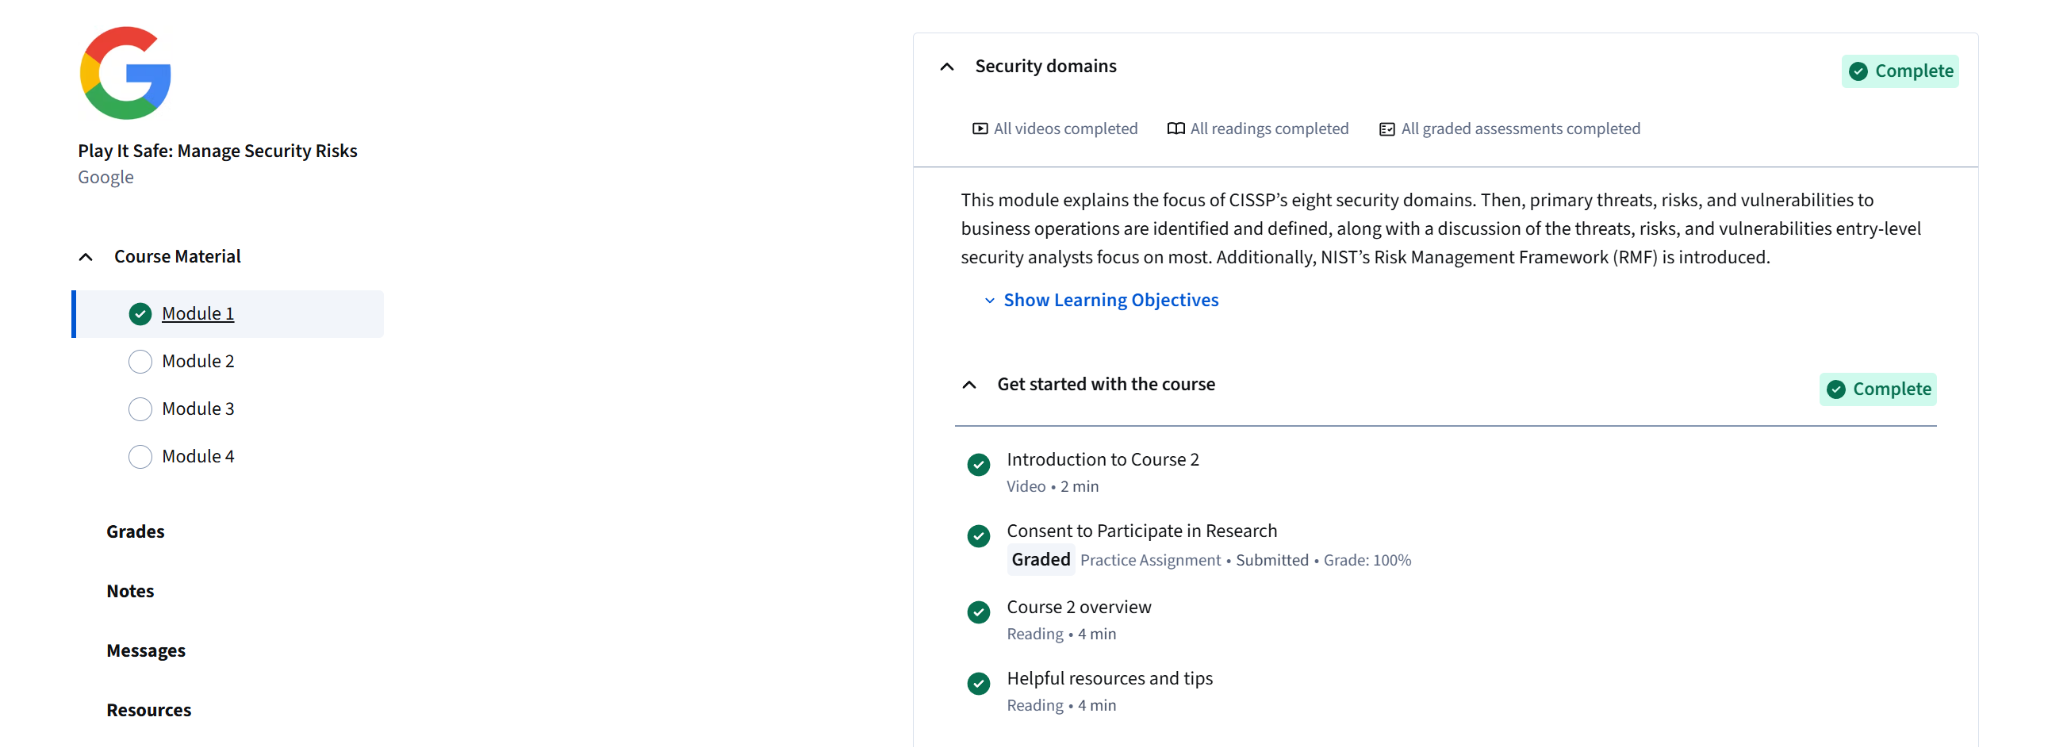 Play It Safe: Manage Security Risks
Google
Course Material
Module 1
Module 2
Module 3
Module 4
Grades
Notes
Messages
Resources
Security domains
Complete
All videos completed All readings completed All graded assessments completed
This module explains the focus of CISSP’s eight security domains. Then, primary threats, risks, and vulnerabilities to
business operations are identified and defined, along with a discussion of the threats, risks, and vulnerabilities entry-level
security analysts focus on most. Additionally, NIST’s Risk Management Framework (RMF) is introduced.
Show Learning Objectives
Get started with the course
Complete
Introduction to Course 2
Video • 2 min
Consent to Participate in Research
Graded Practice Assignment • Submitted • Grade: 100%
Course 2 overview
Reading • 4 min
Helpful resources and tips
Reading • 4 min